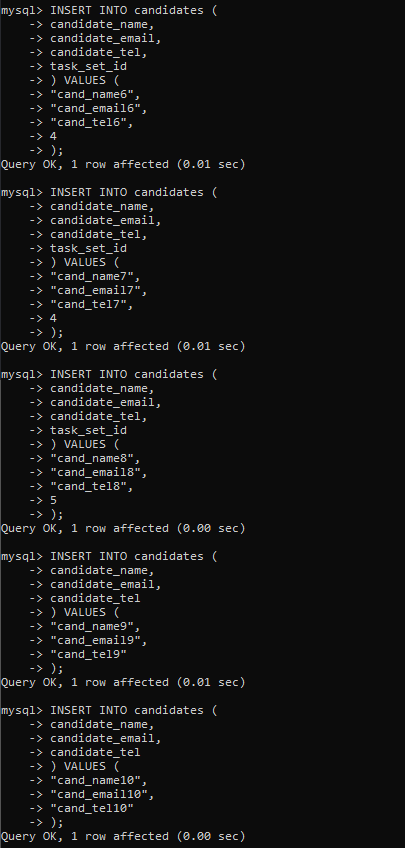 mysql> INSERT INTO candidates (
-> candidate_name,
-> candidate_email,
-> candidate_tel,
-> task_set_id
-> ) VALUES (
-> "cand_name6",
-> "cand_email6",
-> "cand_tel6",
-> 4
-> );
Query OK, 1 row affected (0.01 sec)
mysql> INSERT INTO candidates (
-> candidate_name,
-> candidate_email,
-> candidate_tel,
-> task_set_id
-> ) VALUES (
-> "cand_name7",
-> "cand_email7",
-> "cand_tel7",
-> 4
-> );
Query OK, 1 row affected (0.01 sec)
mysql> INSERT INTO candidates (
-> candidate_name,
-> candidate_email,
-> candidate_tel,
-> task_set_id
-> ) VALUES (
-> "cand_name8",
-> "cand_email8",
-> "cand_tel8",
-> 5
-> );
Query OK, 1 row affected (0.00 sec)
mysql> INSERT INTO candidates (
-> candidate_name,
-> candidate_email,
-> candidate_tel
-> ) VALUES (
-> "cand_name9",
-> "cand_email9",
-> "cand_tel9"
-> );
Query OK, 1 row affected (0.01 sec)
mysql> INSERT INTO candidates (
-> candidate_name,
-> candidate_email,
-> candidate_tel
-> ) VALUES (
-> "cand_name10",
-> "cand_email10",
-> "cand_tel10"
-> );
Query OK, 1 row affected (0.00 sec)